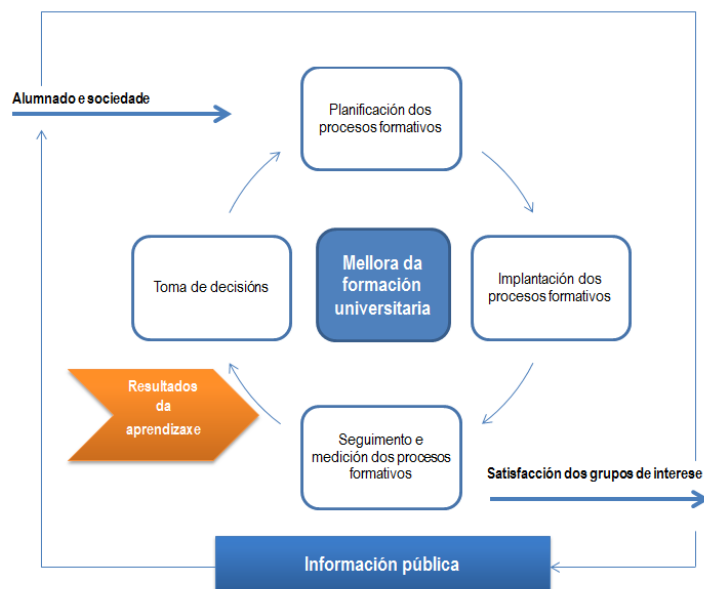 Alumnado e sociedade
Planificación dos
procesos formativos
Toma de decisións
Mellora da
formación
universitaria
Implantación dos
procesos formativos
Resultados
da
aprendizaxe
Seguimento e
medición dos procesos
formativos
Satisfacción dos grupos de interese
Información pública